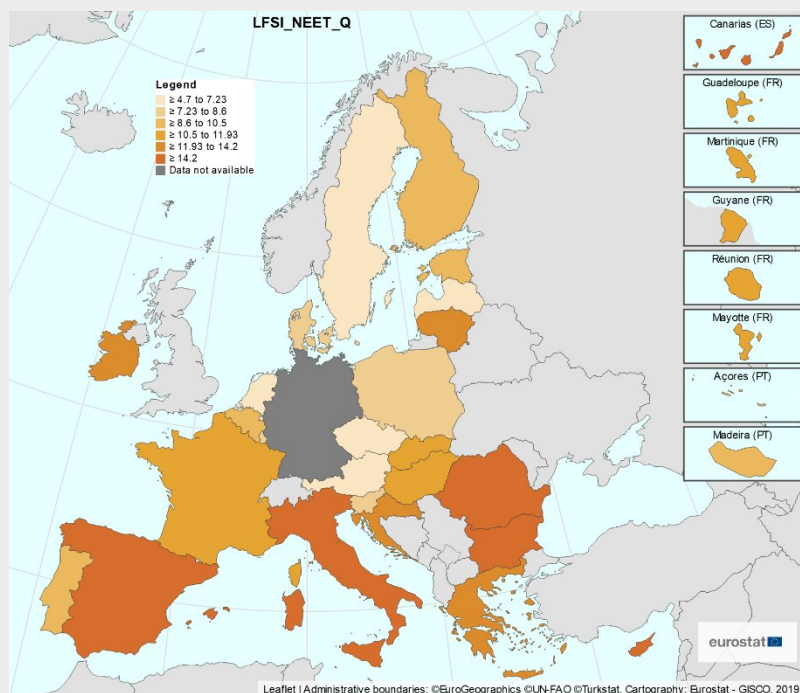 LFSI_NEET_Q
Legend
≥ 4.7 to 7.23
≥ 7.23 to 8.6
≥ 8.6 to 10.5
≥ 10.5 to 11.93
≥ 11.93 to 14.2
≥ 14.2
Data not available
Canarias (ES)
Guadeloupe (FR)
Martinique (FR)
Guyane (FR)
Réunion (FR)
Mayotte (FR)
Açores (PT)
Madeira (PT)
eurostat
Leaflet | Administrative boundaries: ©EuroGeographics ©UN-FAO ©Turkstat, Cartography: Eurostat - GISCO, 2019